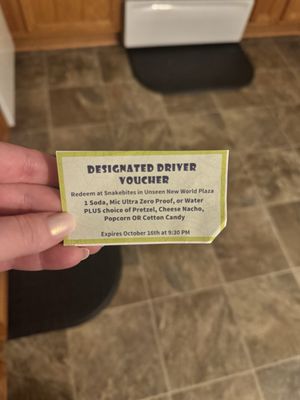 DESIGNATED DRIVER
VOUCHER
Redeem at Snakebites in Unseen New World Plaza
1 Soda, Mic Ultra Zero Proof, or Water
PLUS choice of Pretzel, Cheese Nacho,
Popcorn OR Cotton Candy
Expires October 16th at 9:30 PM